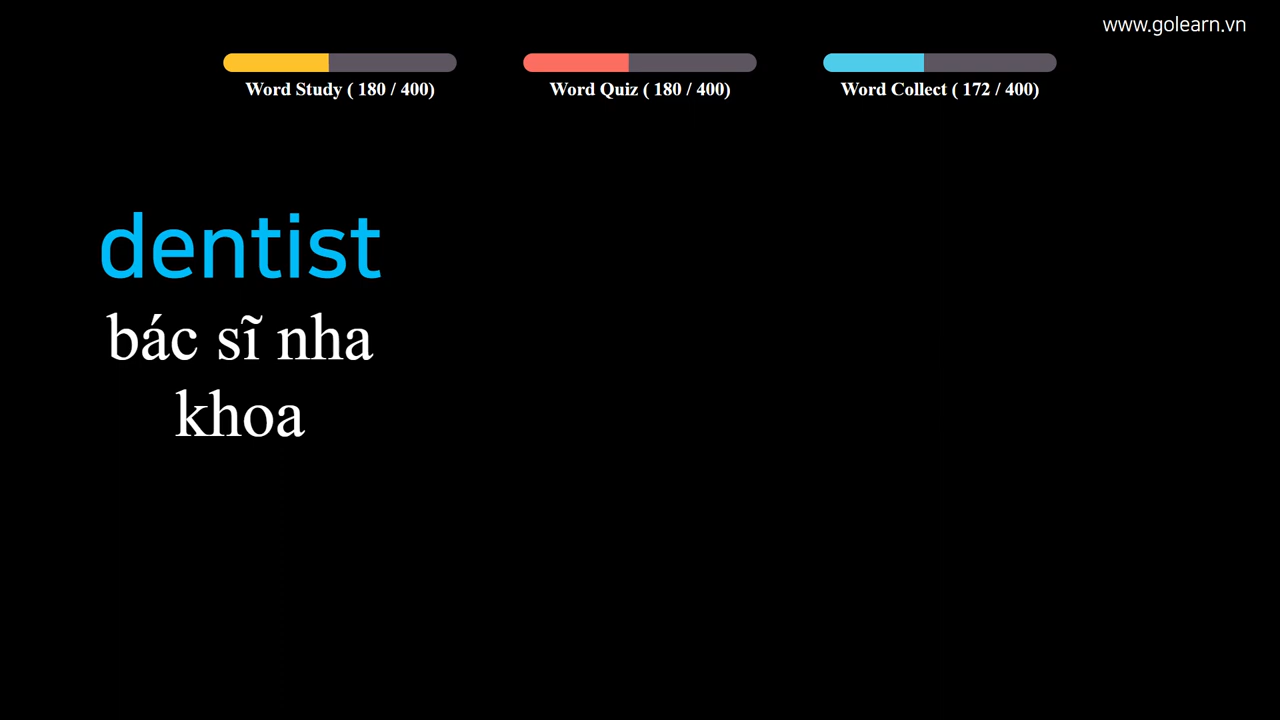 www.golearn.vn
Word Study ( 180 / 400)
Word Quiz ( 180 / 400)
Word Collect ( 172 / 400)
dentist
bác sĩ nha
khoa